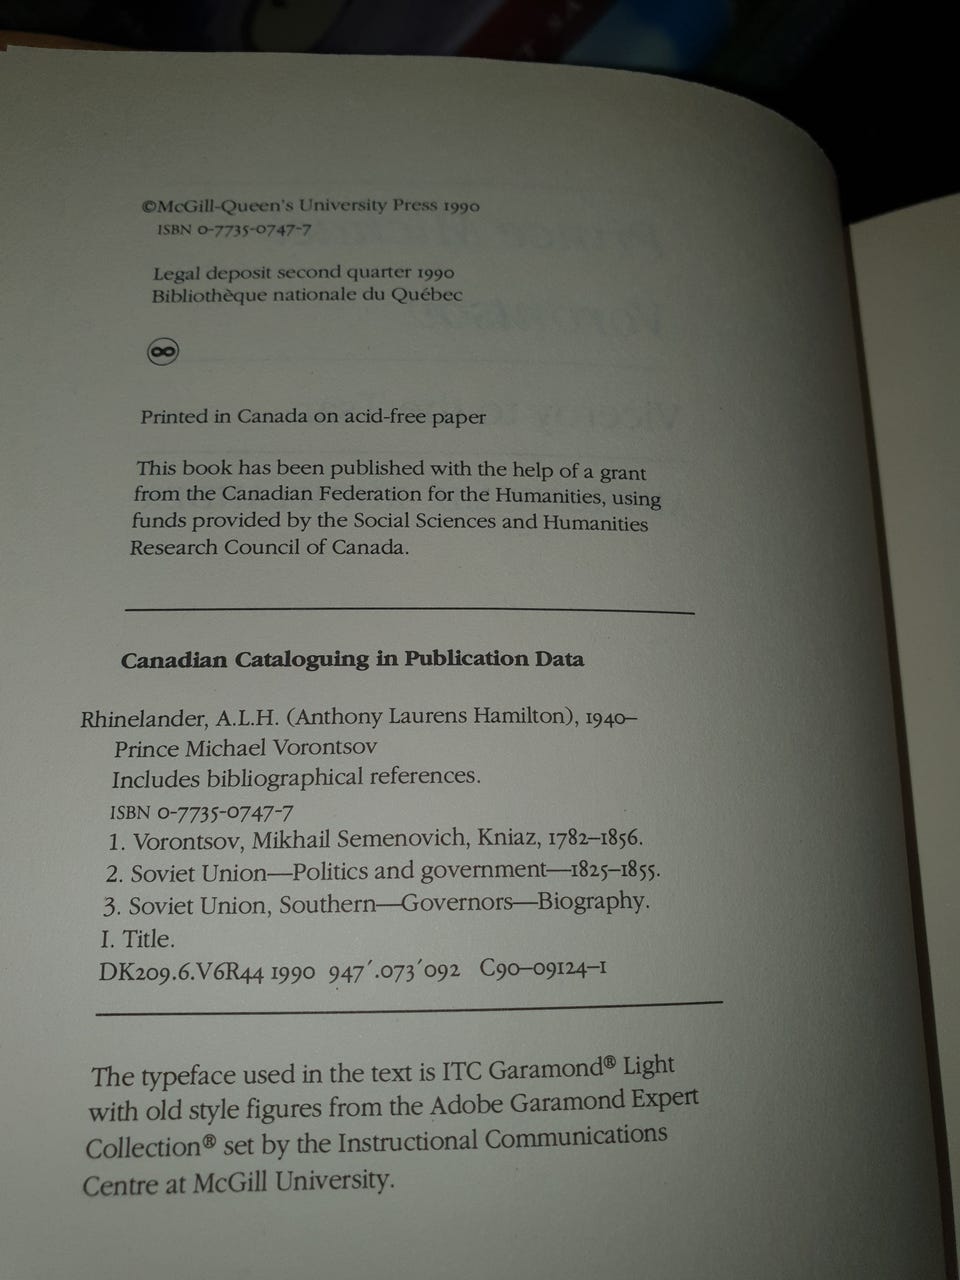 ©McGill-Queen's University Press 1990
ISBN 0-7735-0747-7
Legal deposit second quarter 1990
Bibliothèque nationale du Québec
Printed in Canada on acid-free paper
This book has been published with the help of a grant
from the Canadian Federation for the Humanities, using
funds provided by the Social Sciences and Humanities
Research Council of Canada.
Canadian Cataloguing in Publication Data
Rhinelander, A.L.H. (Anthony Laurens Hamilton), 1940–
Prince Michael Vorontsov
Includes bibliographical references.
ISBN 0-7735-0747-7
1. Vorontsov, Mikhail Semenovich, Kniaz, 1782–1856.
2. Soviet Union—Politics and government—1825–1855.
3. Soviet Union, Southern—Governors—Biography.
I. Title.
DK209.6.V6R44 1990 947′.073′092 C90–09124–1
The typeface used in the text is ITC Garamond® Light
with old style figures from the Adobe Garamond Expert
Collection® set by the Instructional Communications
Centre at McGill University.